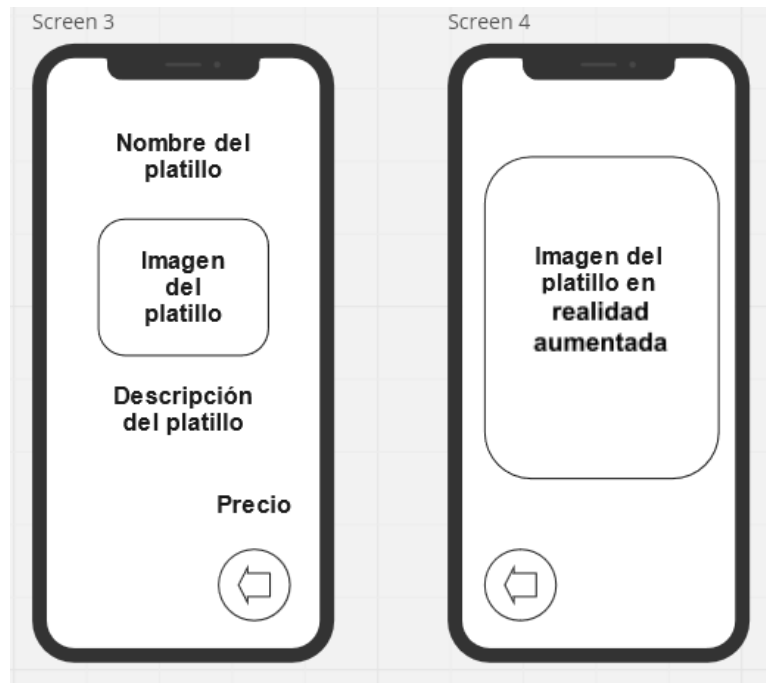 Screen 3
Nombre del
platillo
Imagen
del
platillo
Descripción
del platillo
Precio
Screen 4
Imagen del
platillo en
realidad
aumentada